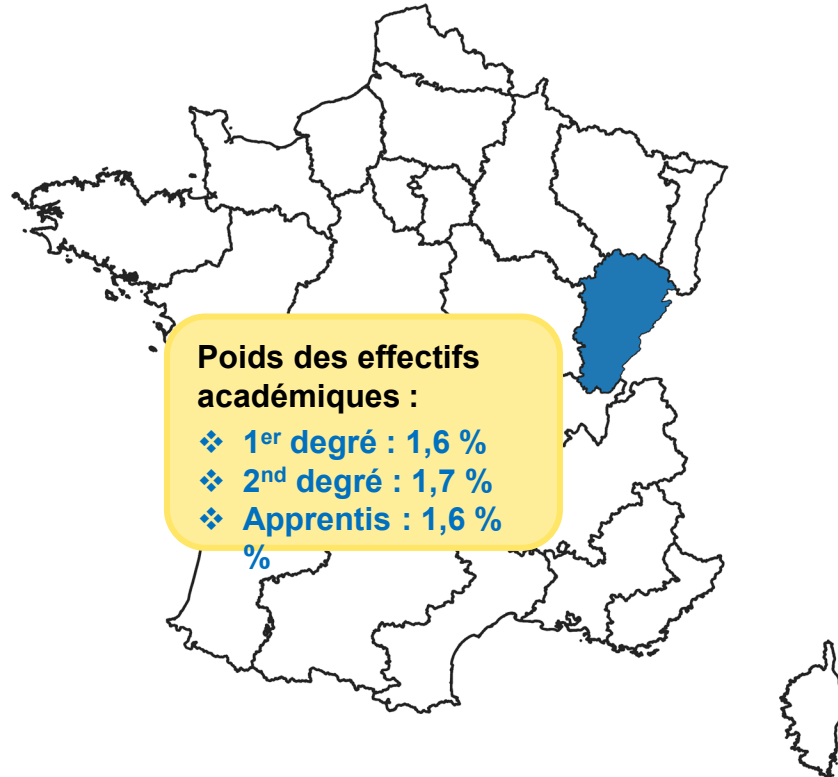 Poids des effectifs
académiques :
❖ 1er degré : 1,6 %
❖ 2nd degré : 1,7 %
❖ Apprentis : 1,6 %
%